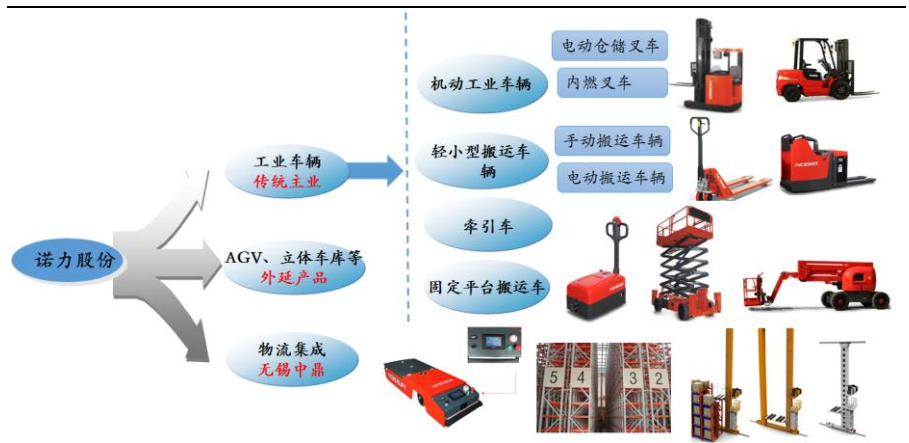 诺力股份
工业车辆
传统主业
AGV、立体车库等
外延产品
物流集成
无锡中鼎
机动工业车辆
电动仓储叉车
内燃叉车
轻小型搬运车
辆
手动搬运车辆
电动搬运车辆
牵引车
固定平台搬运车
5 4 3 2